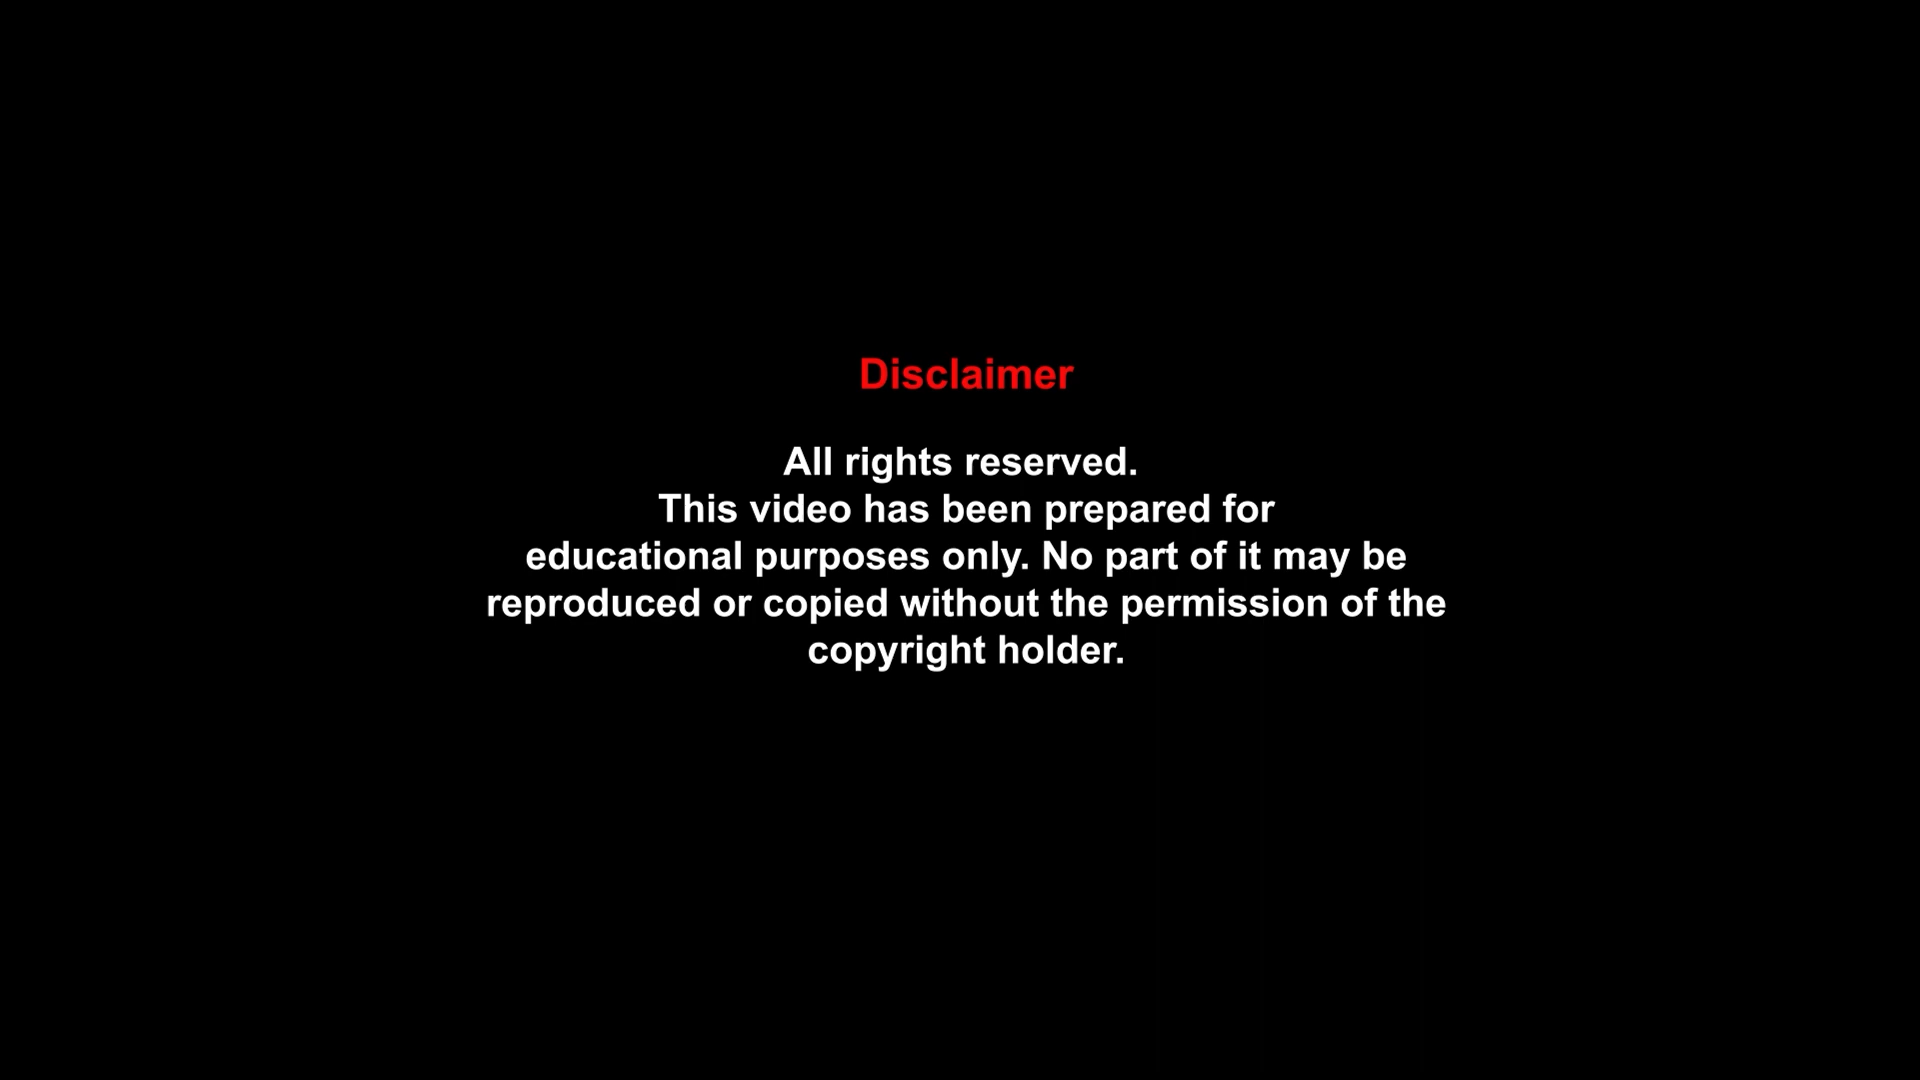 Disclaimer
All rights reserved.
This video has been prepared for
educational purposes only. No part of it may be
reproduced or copied without the permission of the
copyright holder.